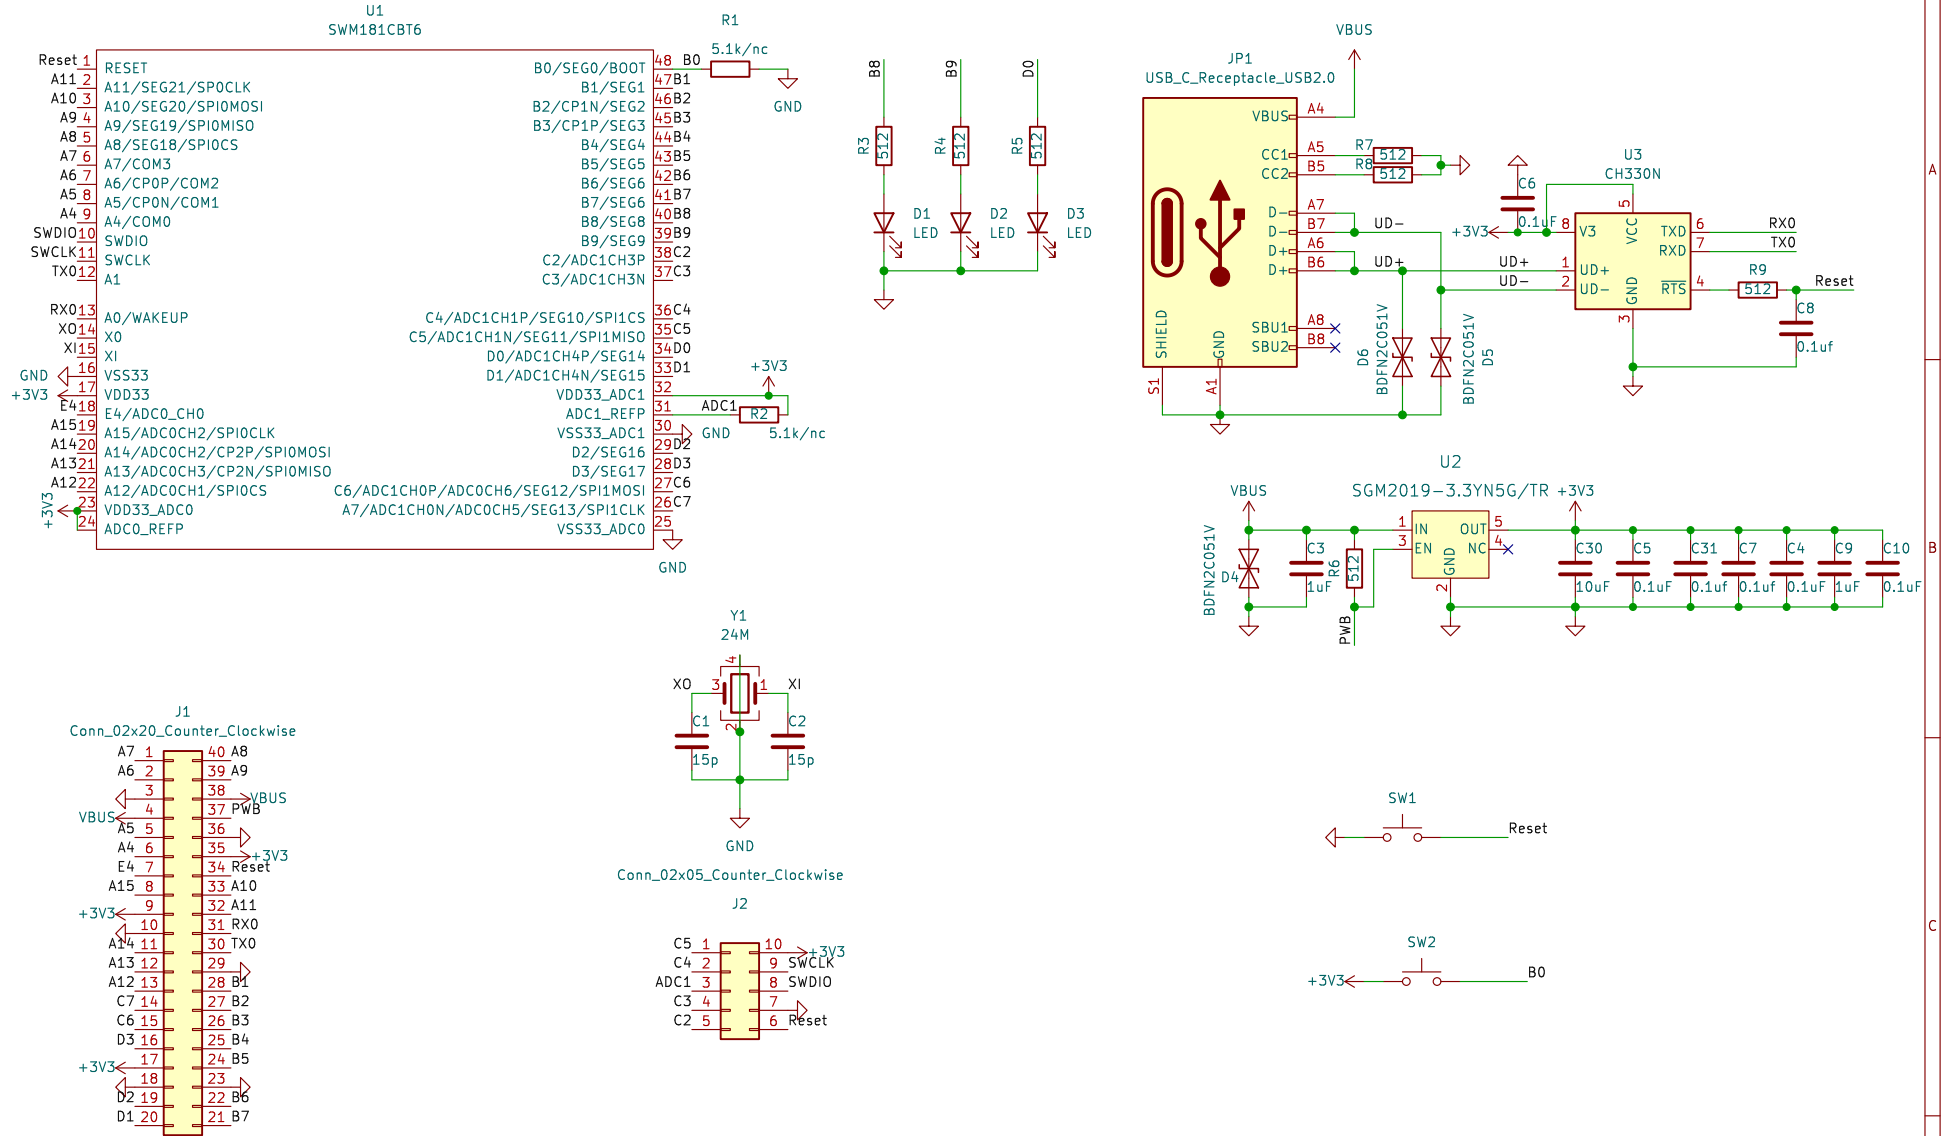 U1
SWM181CBT6
Reset 1 RESET
A11 2 A11/SEG21/SP0CLK
A10 3 A10/SEG20/SPI0MOSI
A9 4 A9/SEG19/SPI0MISO
A8 5 A8/SEG18/SPI0CS
A7 6 A7/COM3
A6 7 A6/CP0P/COM2
A5 8 A5/CP0N/COM1
A4 9 A4/COM0
SWDIO 10 SWDIO
SWCLK 11 SWCLK
TX0 12 A1
RX0 13 A0/WAKEUP
XO 14 XO
XI 15 XI
GND 16 VSS33
+3V3 17 VDD33
E4 18 E4/ADC0_CH0
A15 19 A15/ADC0CH2/SPI0CLK
A14 20 A14/ADC0CH2/CP2P/SPI0MOSI
A13 21 A13/ADC0CH3/CP2N/SPI0MISO
A12 22 A12/ADC0CH1/SPI0CS
+3V3 23 VDD33_ADC0
24 ADC0_REFP
B0/SEG0/BOOT 48 B0
B1/SEG1 47 B1
B2/CP1N/SEG2 46 B2
B3/CP1P/SEG3 45 B3
B4/SEG4 44 B4
B5/SEG5 43 B5
B6/SEG6 42 B6
B7/SEG7 41 B7
B8/SEG8 40 B8
B9/SEG9 39 B9
C2/ADC1CH3P 38 C2
C3/ADC1CH3N 37 C3
C4/ADC1CH1P/SEG10/SPI1CS 36 C4
C5/ADC1CH1N/SEG11/SPI1MISO 35 C5
D0/ADC1CH4P/SEG14 34 D0
D1/ADC1CH4N/SEG15 33 D1
VDD33_ADC1 32
ADC1_REFP 31 ADC1
VSS33_ADC1 30 GND
D2/SEG16 29 D2
D3/SEG17 28 D3
C6/ADC1CH0P/ADC0CH6/SEG12/SPI1MOSI 27 C6
A7/ADC1CH0N/ADC0CH5/SEG13/SPI1CLK 26 C7
VSS33_ADC0 25
GND
R1
5.1k/nc
GND
+3V3
R2
5.1k/nc
B8 B9 D0
R3 512 R4 512 R5 512
D1 LED
D2 LED
D3 LED
VBUS
JP1
USB_C_Receptacle_USB2.0
VBUS A4
CC1 A5 R7 512
CC2 B5 R8 512
D- A7
D- B7 UD-
D+ A6
D+ B6 UD+
SBU1 A8
SBU2 B8
SHIELD S1
GND A1
UD+
UD-
D6 BDFN2C051V
BDFN2C051V D5
C6
0.1uF
+3V3
U3
CH330N
8 V3
5 VCC
1 UD+
2 UD-
GND 3
TXD 6 RX0
RXD 7 TX0
RTS 4
R9
512
Reset
C8
0.1uf
VBUS
BDFN2C051V D4
C3
1uF
R6 512
PWB
U2
SGM2019-3.3YN5G/TR
1 IN
3 EN
OUT 5
NC 4
GND 2
+3V3
C30 10uF
C5 0.1uF
C31 0.1uf
C7 0.1uf
C4 0.1uF
C9 1uF
C10 0.1uF
Y1
24M
4
XO 3 1 XI
2
C1 15p
C2 15p
GND
J1
Conn_02x20_Counter_Clockwise
A7 1 40 A8
A6 2 39 A9
3 38 VBUS
VBUS 4 37 PWB
A5 5 36
A4 6 35 +3V3
E4 7 34 Reset
A15 8 33 A10
+3V3 9 32 A11
10 31 RX0
A14 11 30 TX0
A13 12 29
A12 13 28 B1
C7 14 27 B2
C6 15 26 B3
D3 16 25 B4
+3V3 17 24 B5
18 23
D2 19 22 B6
D1 20 21 B7
Conn_02x05_Counter_Clockwise
J2
C5 1 10 +3V3
C4 2 9 SWCLK
ADC1 3 8 SWDIO
C3 4 7
C2 5 6 Reset
SW1
Reset
SW2
+3V3 B0
A
B
C